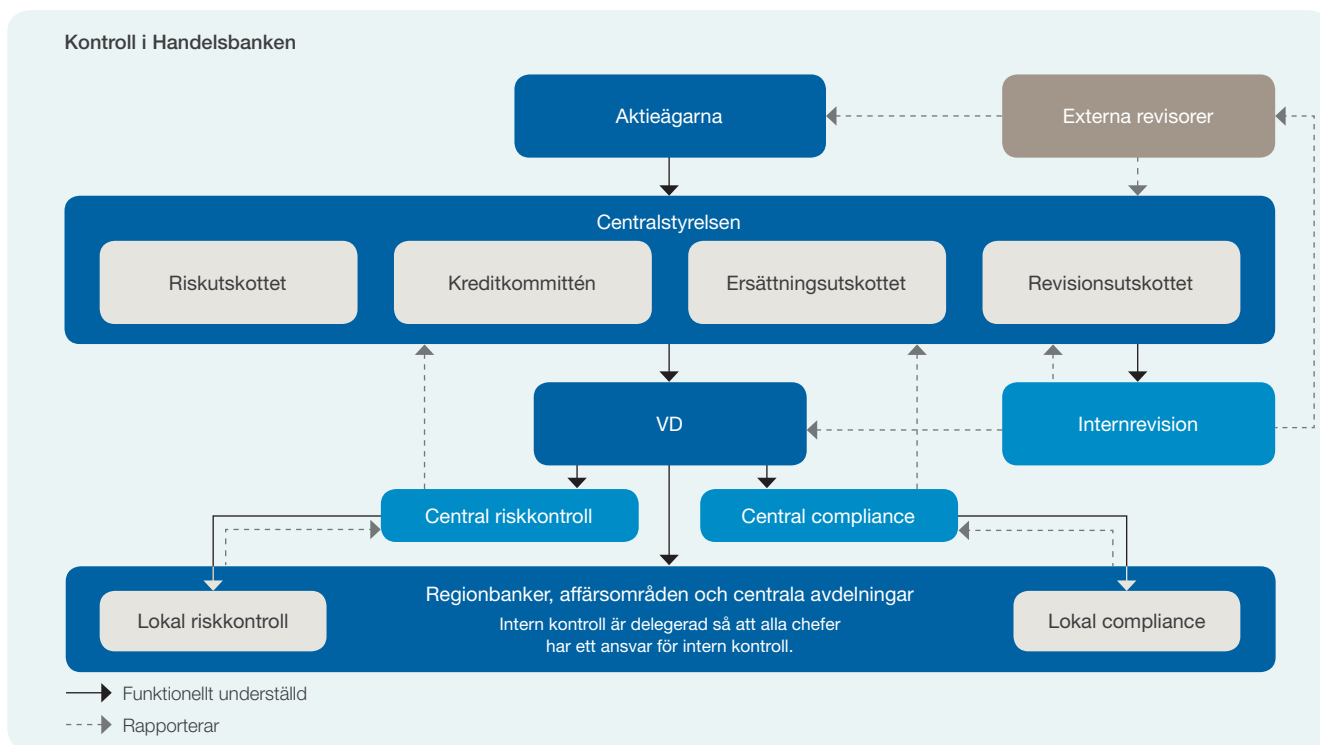 Kontroll i Handelsbanken
Aktieägarna
Externa revisorer
Centralstyrelsen
Riskutskottet
Kreditkommittén
Ersättningsutskottet
Revisionsutskottet
VD
Internrevision
Central riskkontroll
Central compliance
Regionbanker, affärsområden och centrala avdelningar
Intern kontroll är delegerad så att alla chefer
har ett ansvar för intern kontroll.
Lokal riskkontroll
Lokal compliance
Funktionellt underställd
Rapporterar